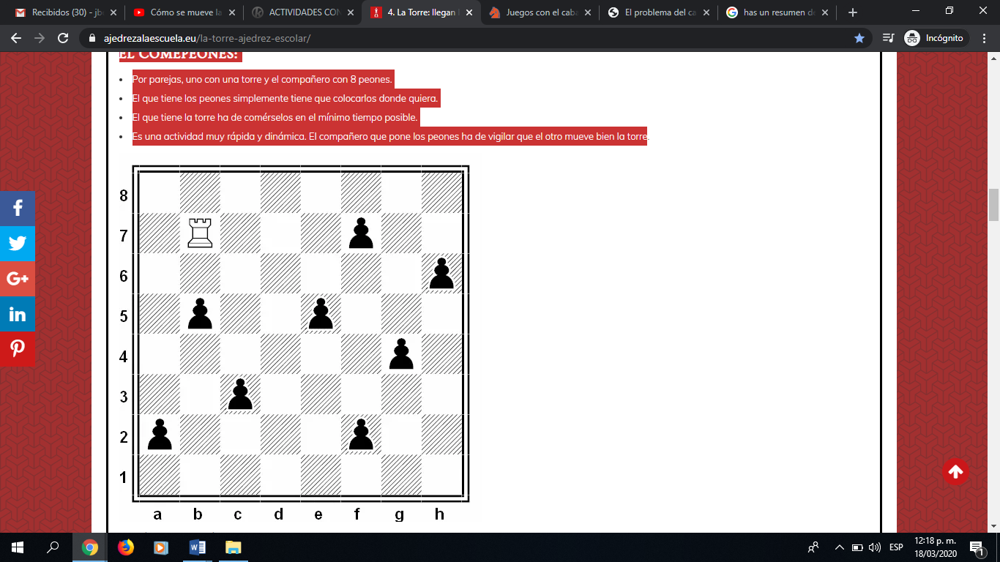 Recibidos (30) - jb
Cómo se mueve la
ACTIVIDADES CON
4. La Torre: llegan l
Juegos con el caba
El problema del ca
has un resumen de
ajedrezalaescuela.eu/la-torre-ajedrez-escolar/
Incógnito
EL COMEPEONES:
Por parejas, uno con una torre y el compañero con 8 peones.
El que tiene los peones simplemente tiene que colocarlos donde quiera.
El que tiene la torre ha de comérselos en el mínimo tiempo posible.
Es una actividad muy rápida y dinámica. El compañero que pone los peones ha de vigilar que el otro mueve bien la torre.
8
7
6
5
4
3
2
1
a b c d e f g h
f
G+
in
ESP
12:18 p. m.
18/03/2020
1